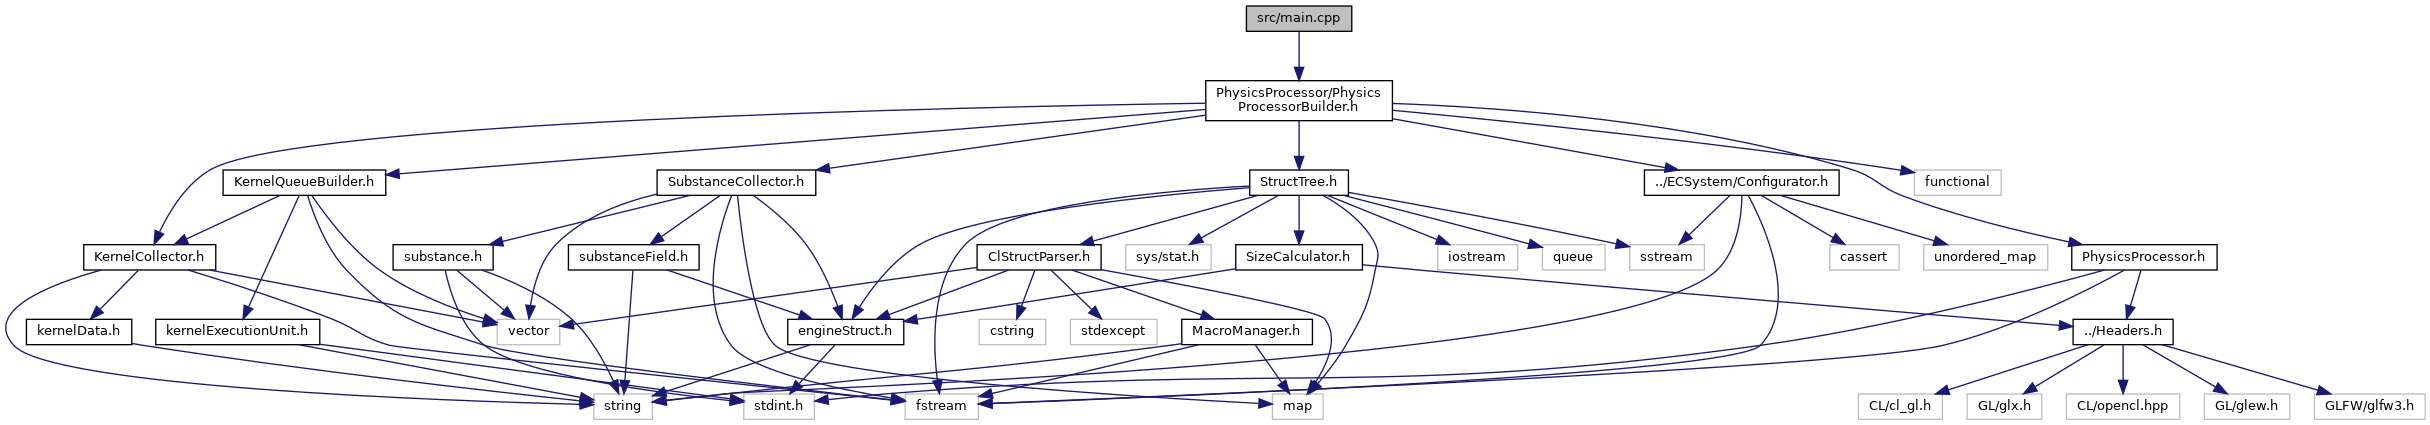 src/main.cpp
PhysicsProcessor/Physics
ProcessorBuilder.h
KernelQueueBuilder.h
SubstanceCollector.h
StructTree.h
../ECSystem/Configurator.h
functional
KernelCollector.h
substance.h
substanceField.h
ClStructParser.h
sys/stat.h
SizeCalculator.h
iostream
queue
sstream
cassert
unordered_map
PhysicsProcessor.h
kernelData.h
kernelExecutionUnit.h
vector
engineStruct.h
cstring
stdexcept
MacroManager.h
../Headers.h
string
stdint.h
fstream
map
CL/cl_gl.h
GL/glx.h
CL/opencl.hpp
GL/glew.h
GLFW/glfw3.h